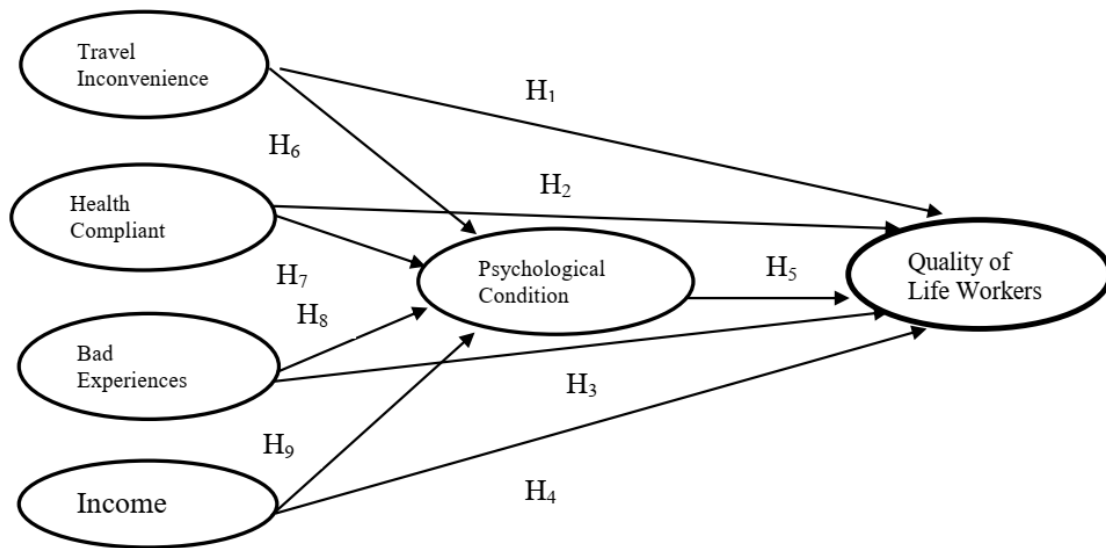 Travel
Inconvenience
H₁
H₆
H₂
Health
Compliant
Psychological
Condition
H₅
Quality of
Life Workers
H₇
H₈
Bad
Experiences
H₃
H₉
Income
H₄